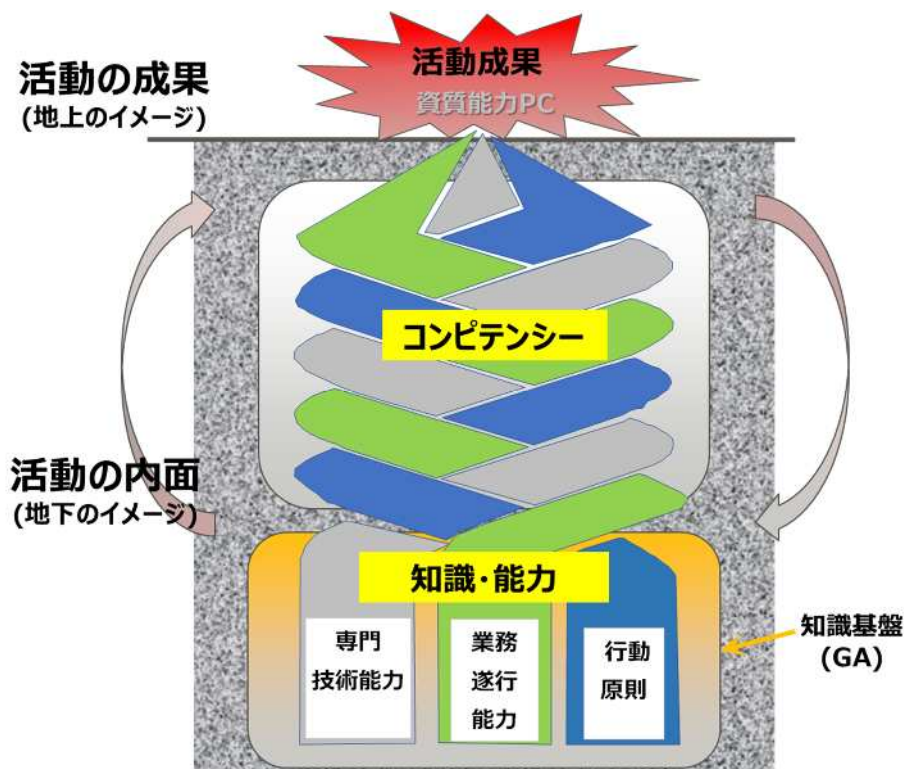 活動の成果
(地上のイメージ)
活動成果
資質能力PC
コンピテンシー
活動の内面
(地下のイメージ)
知識・能力
専門
技術能力
業務
遂行
能力
行動
原則
知識基盤
(GA)